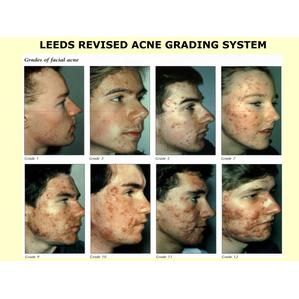 LEEDS REVISED ACNE GRADING SYSTEM
Grades of facial acne
Grade 1
Grade 3
Grade 5
Grade 7
Grade 9
Grade 10
Grade 11
Grade 12